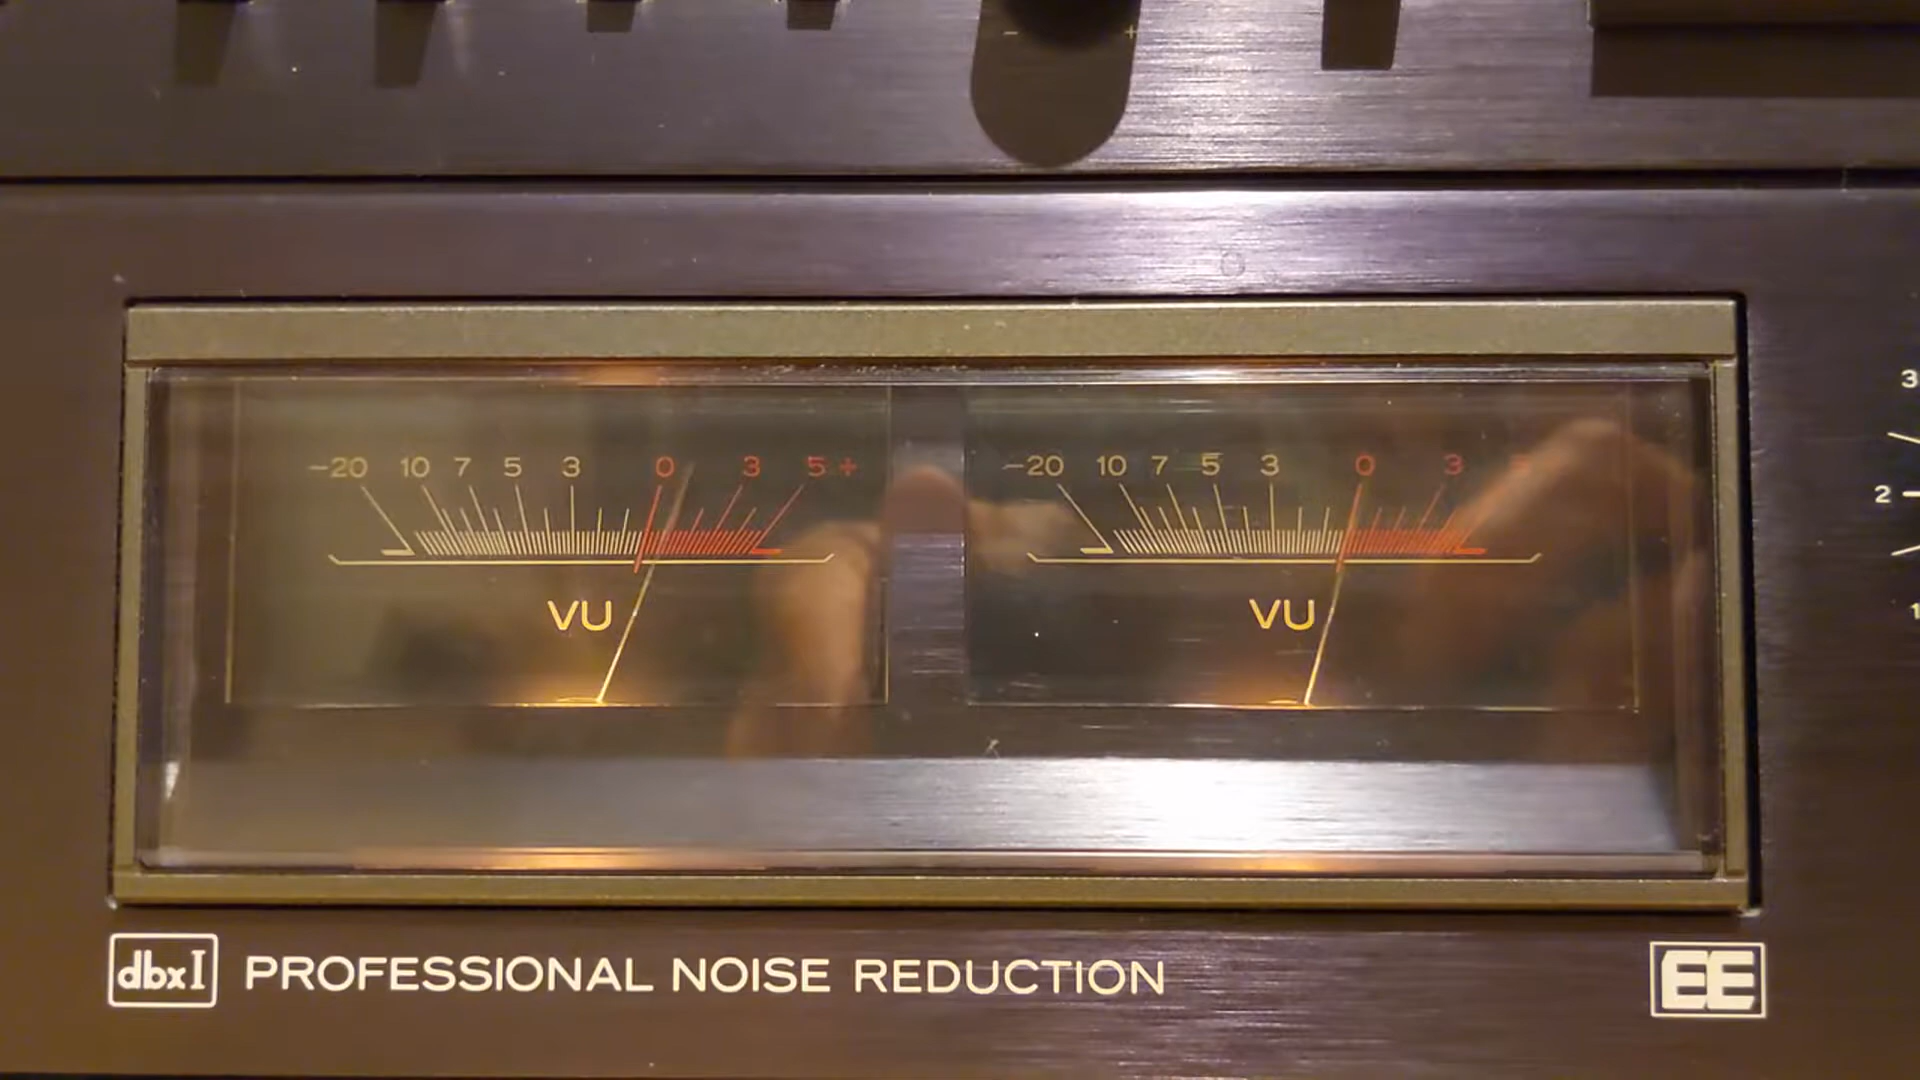 - +
-20 10 7 5 3 0 3 5 +
-20 10 7 5 3 0 3
VU
VU
3
2
1
dbx I PROFESSIONAL NOISE REDUCTION
EE